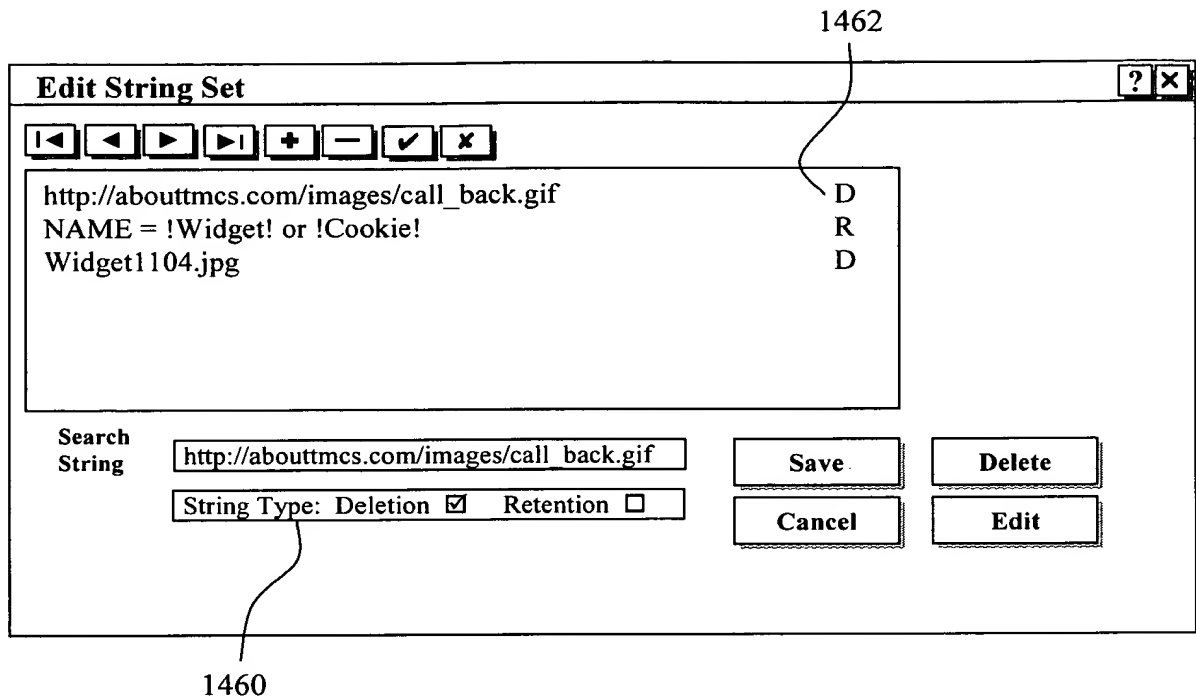 1462
Edit String Set
?
http://abouttmcs.com/images/call_back.gif D
NAME = !Widget! or !Cookie! R
Widget1104.jpg D
Search
String
http://abouttmcs.com/images/call_back.gif
Save
Delete
String Type: Deletion ☑ Retention ☐
Cancel
Edit
1460